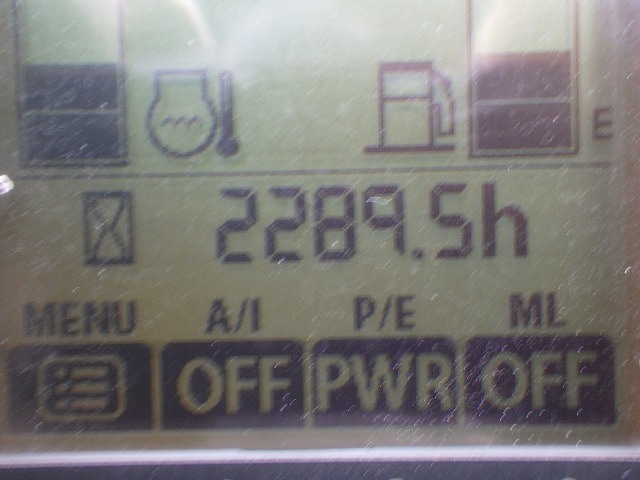 E
2289.5h
MENU A/I P/E ML
OFF PWR OFF